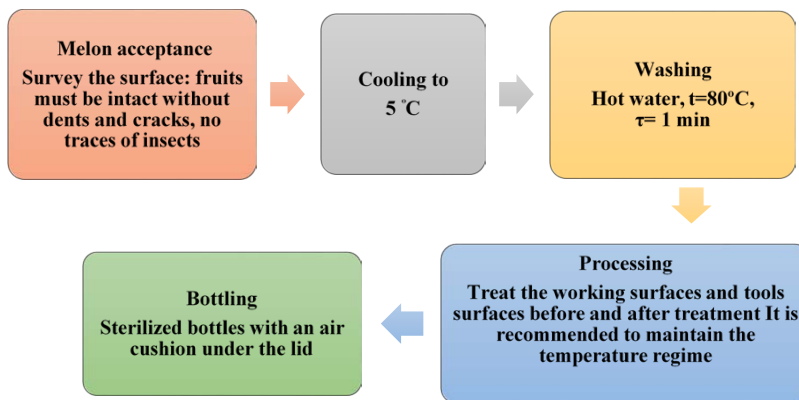 Melon acceptance
Survey the surface: fruits
must be intact without
dents and cracks, no
traces of insects
Cooling to
5 °C
Washing
Hot water, t=80ºC,
τ= 1 min
Processing
Treat the working surfaces and tools
surfaces before and after treatment It is
recommended to maintain the
temperature regime
Bottling
Sterilized bottles with an air
cushion under the lid